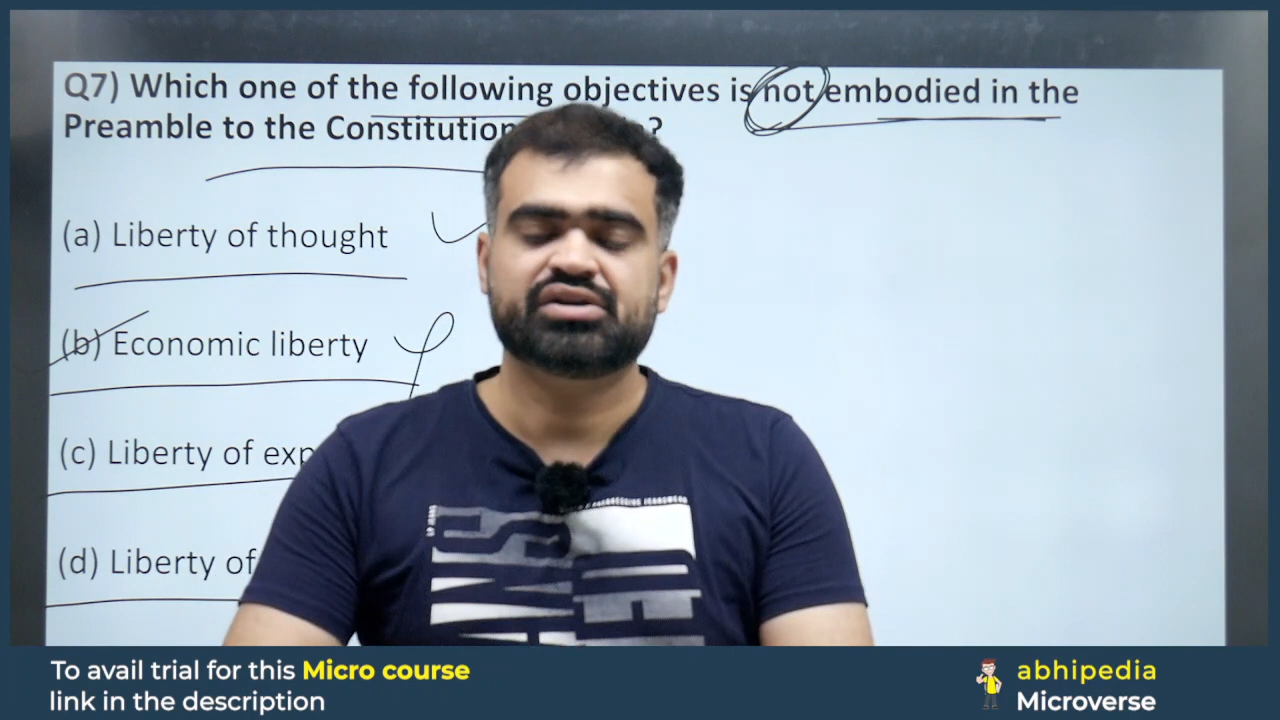 Q7) Which one of the following objectives is not embodied in the
Preamble to the Constitution ?
(a) Liberty of thought
(b) Economic liberty
(c) Liberty of exp
(d) Liberty of
To avail trial for this Micro course
link in the description
abhipedia
Microverse